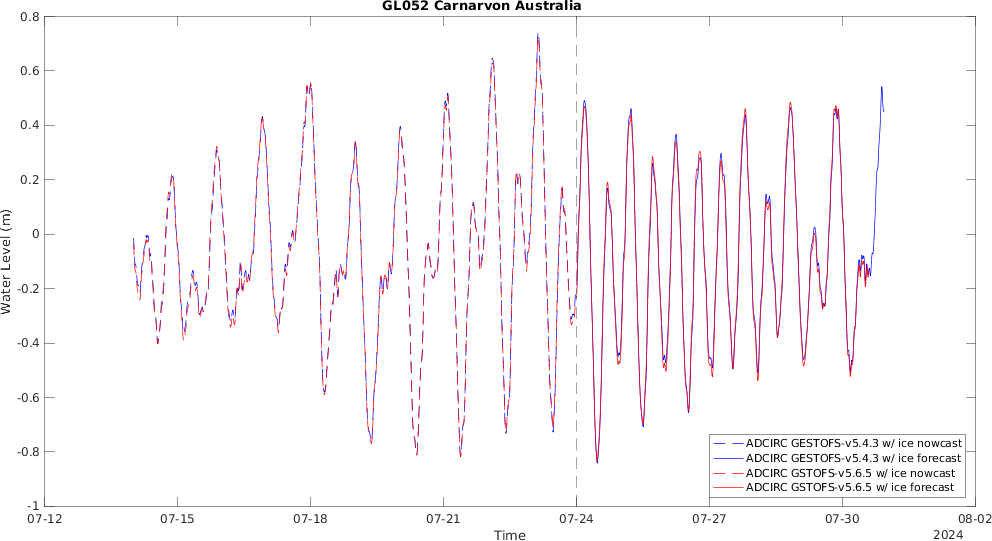 GL052 Carnarvon Australia
Water Level (m)
0.8
0.6
0.4
0.2
0
-0.2
-0.4
-0.6
-0.8
-1
07-12
07-15
07-18
07-21
07-24
07-27
07-30
08-02
Time
2024
ADCIRC GESTOFS-v5.4.3 w/ ice nowcast
ADCIRC GESTOFS-v5.4.3 w/ ice forecast
ADCIRC GSTOFS-v5.6.5 w/ ice nowcast
ADCIRC GSTOFS-v5.6.5 w/ ice forecast